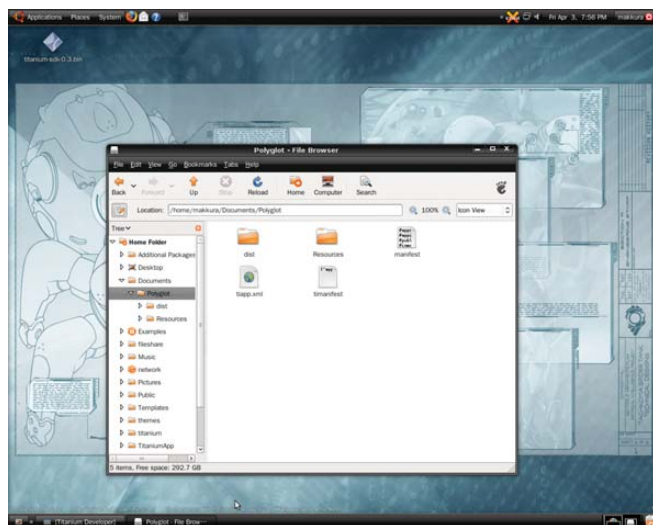 Applications Places System
Fri Apr 3, 7:56 PM makkura
titanium-sdk-0.3.bin
Polyglot - File Browser
File Edit View Go Bookmarks Tabs Help
Back Forward Up Stop Reload Home Computer Search
Location: /home/makkura/Documents/Polyglot 100% Icon View
Tree
Home Folder
Additional Packages
Desktop
Documents
Polyglot
dist
Resources
Examples
fileshare
Music
network
Pictures
Public
Templates
themes
titanium
TitaniumApp
dist
Resources
manifest
tiapp.xml
timanifest
5 items, Free space: 292.7 GB
[Titanium Developer]
Polyglot - File Brow...